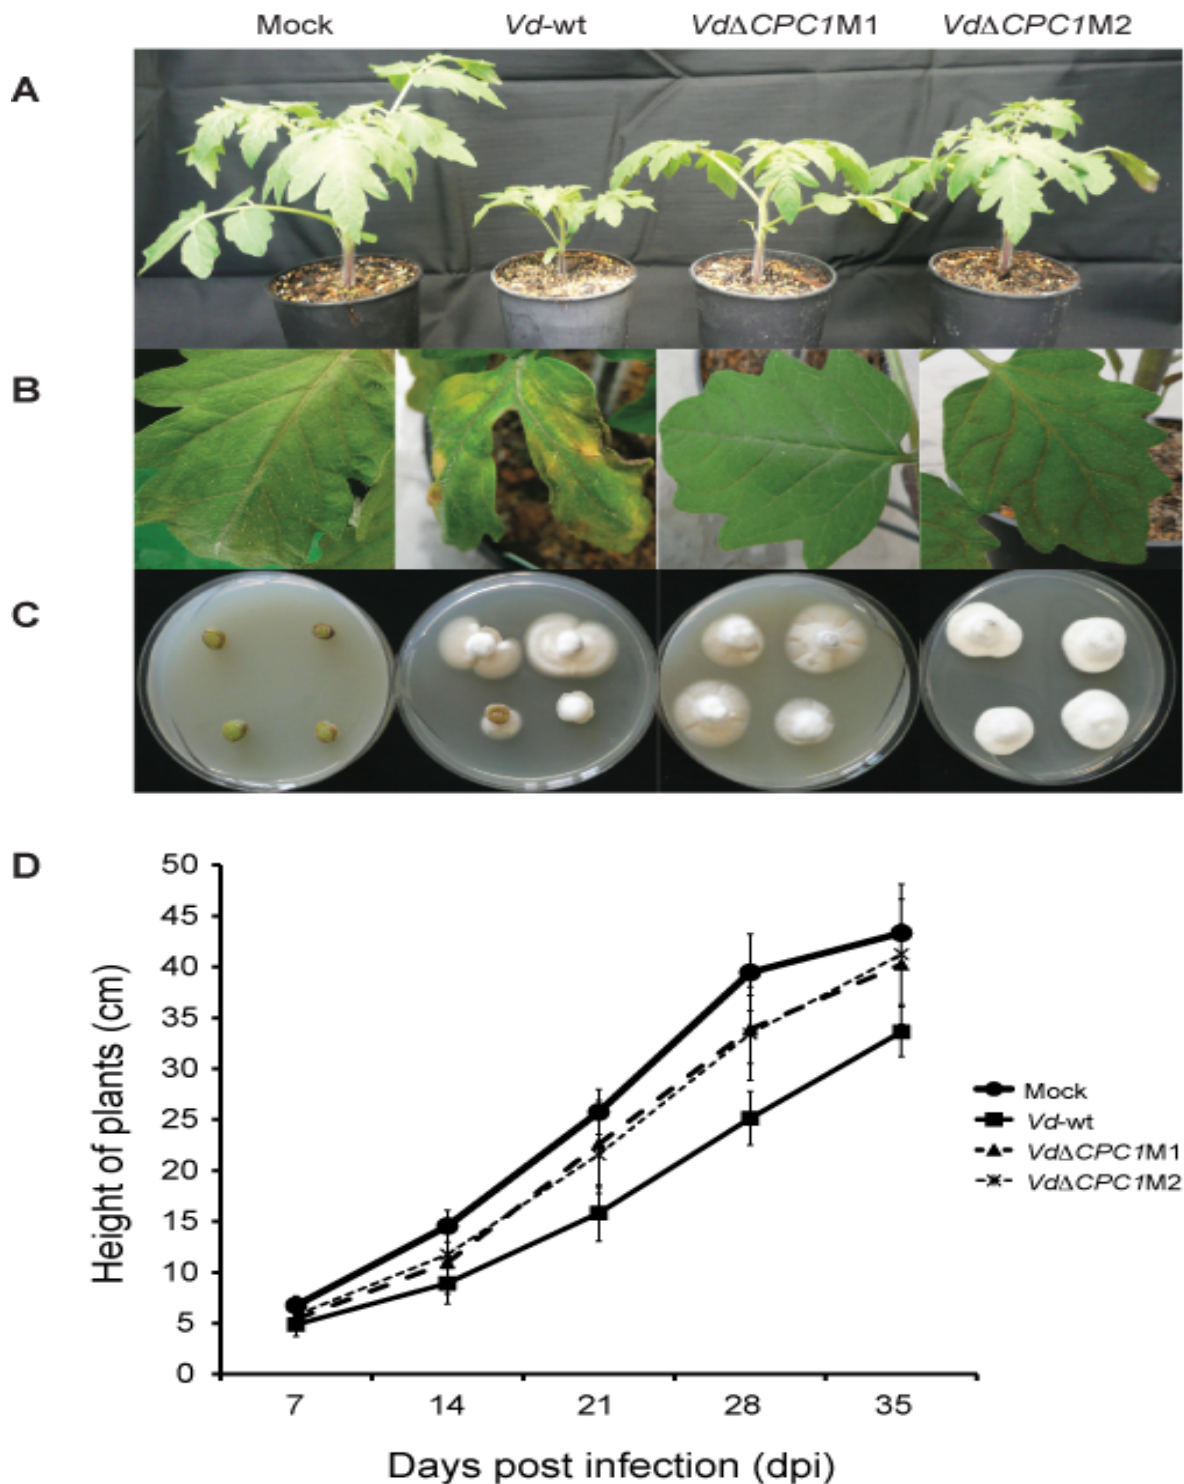 Mock Vd-wt VdΔCPC1M1 VdΔCPC1M2
A
B
C
D
50
45
40
35
30
25
20
15
10
5
0
Height of plants (cm)
7 14 21 28 35
Days post infection (dpi)
Mock
Vd-wt
VdΔCPC1M1
VdΔCPC1M2